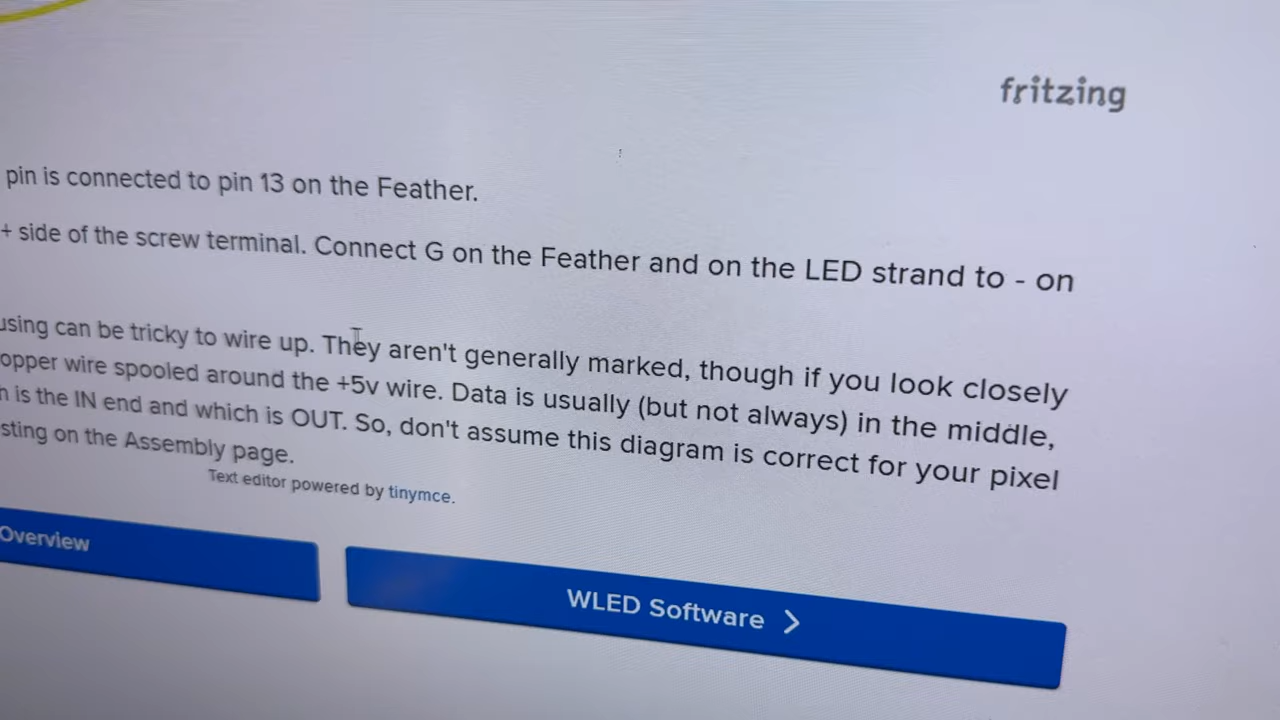 fritzing
pin is connected to pin 13 on the Feather.
+ side of the screw terminal. Connect G on the Feather and on the LED strand to - on
using can be tricky to wire up. They aren't generally marked, though if you look closely
opper wire spooled around the +5v wire. Data is usually (but not always) in the middle,
h is the IN end and which is OUT. So, don't assume this diagram is correct for your pixel
sting on the Assembly page.
Text editor powered by tinymce.
Overview
WLED Software